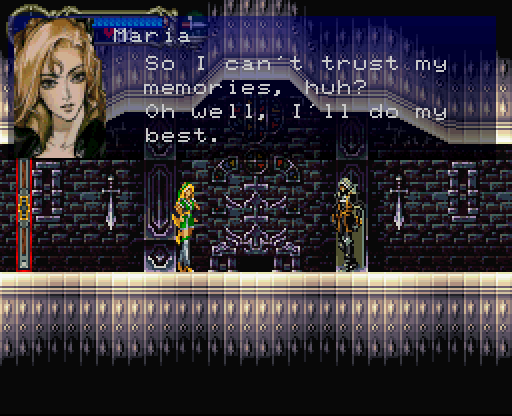 Maria
So I can't trust my
memories, huh?
Oh well, I'll do my
best.